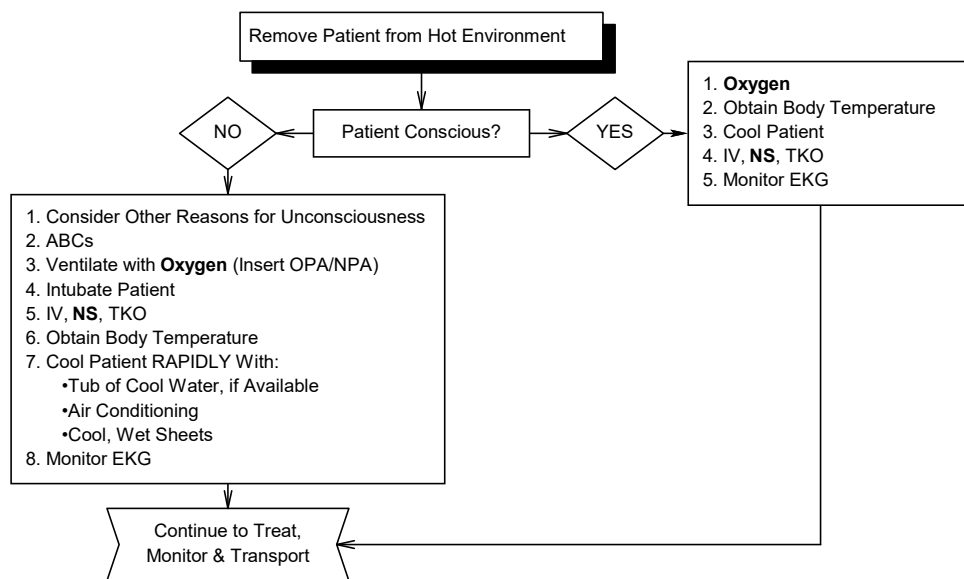 Remove Patient from Hot Environment
NO
Patient Conscious?
YES
1. Oxygen
2. Obtain Body Temperature
3. Cool Patient
4. IV, NS, TKO
5. Monitor EKG
1. Consider Other Reasons for Unconsciousness
2. ABCs
3. Ventilate with Oxygen (Insert OPA/NPA)
4. Intubate Patient
5. IV, NS, TKO
6. Obtain Body Temperature
7. Cool Patient RAPIDLY With:
•Tub of Cool Water, if Available
•Air Conditioning
•Cool, Wet Sheets
8. Monitor EKG
Continue to Treat,
Monitor & Transport